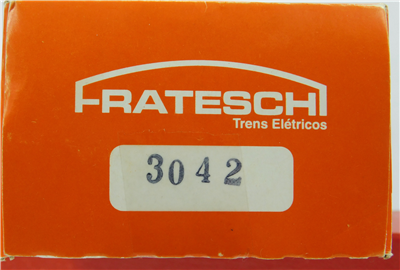 FRATESCHI
Trens Elétricos
3042